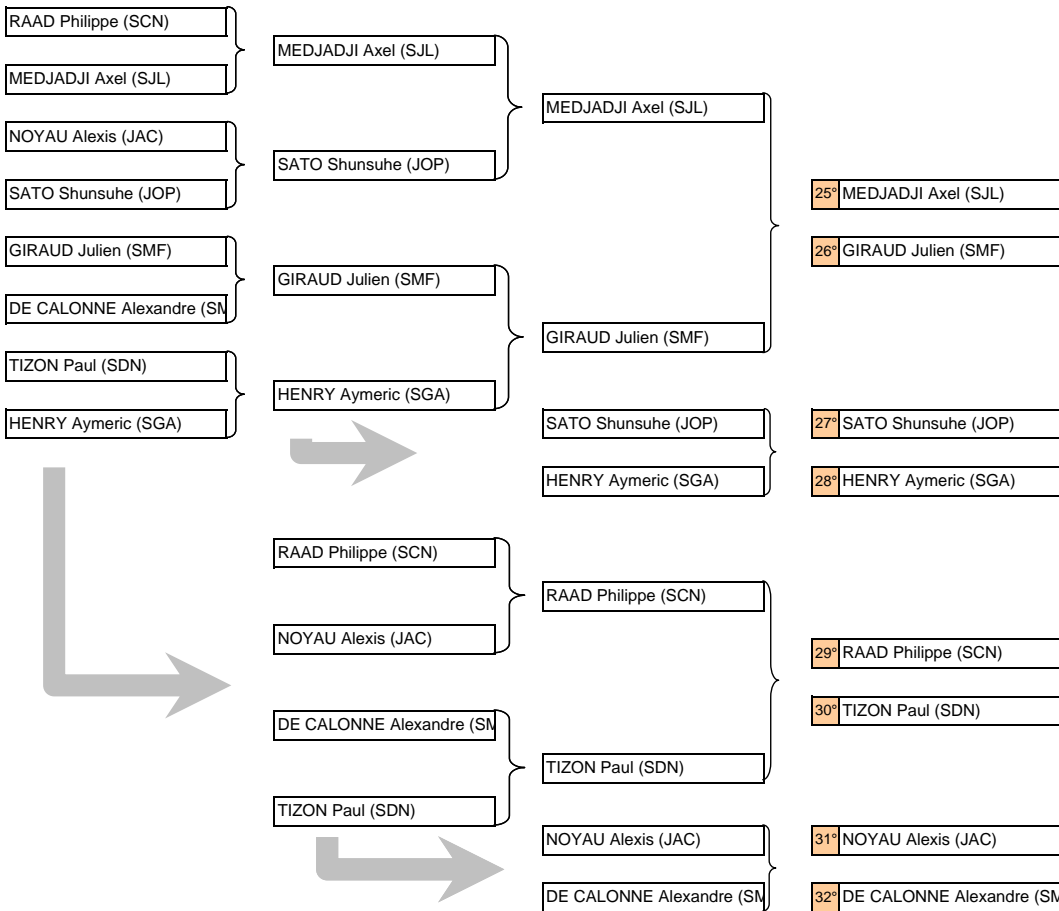 RAAD Philippe (SCN)
MEDJADJI Axel (SJL)
NOYAU Alexis (JAC)
SATO Shunsuhe (JOP)
GIRAUD Julien (SMF)
DE CALONNE Alexandre (SM
TIZON Paul (SDN)
HENRY Aymeric (SGA)
MEDJADJI Axel (SJL)
SATO Shunsuhe (JOP)
GIRAUD Julien (SMF)
HENRY Aymeric (SGA)
RAAD Philippe (SCN)
NOYAU Alexis (JAC)
DE CALONNE Alexandre (SM
TIZON Paul (SDN)
MEDJADJI Axel (SJL)
GIRAUD Julien (SMF)
SATO Shunsuhe (JOP)
HENRY Aymeric (SGA)
RAAD Philippe (SCN)
TIZON Paul (SDN)
NOYAU Alexis (JAC)
DE CALONNE Alexandre (SM
25° MEDJADJI Axel (SJL)
26° GIRAUD Julien (SMF)
27° SATO Shunsuhe (JOP)
28° HENRY Aymeric (SGA)
29° RAAD Philippe (SCN)
30° TIZON Paul (SDN)
31° NOYAU Alexis (JAC)
32° DE CALONNE Alexandre (SM